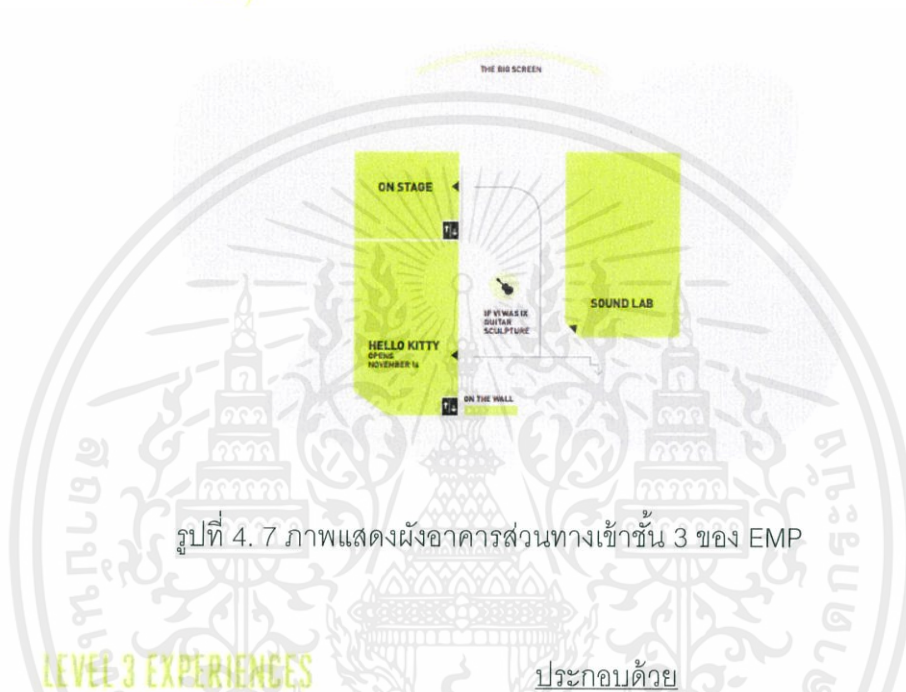 THE BIG SCREEN
ON STAGE
SOUND LAB
IF VI WAS IX
GUITAR
SCULPTURE
HELLO KITTY
OPENS
NOVEMBER 14
ON THE WALL
รูปที่ 4. 7 ภาพแสดงผังอาคารส่วนทางเข้าชั้น 3 ของ EMP
LEVEL 3 EXPERIENCES
ประกอบด้วย